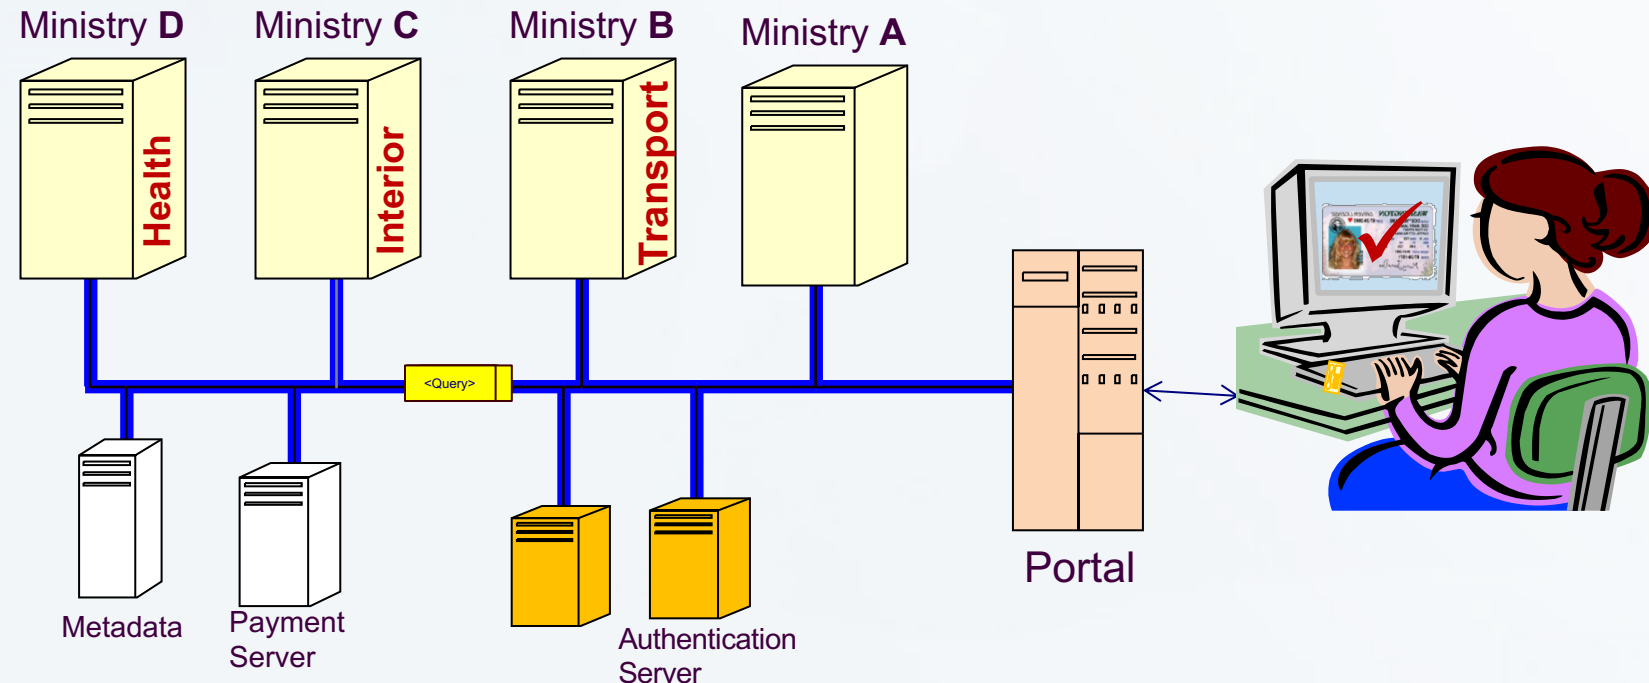 Ministry D
Ministry C
Ministry B
Ministry A
Health
Interior
Transport
<Query>
Portal
Metadata
Payment
Server
Authentication
Server